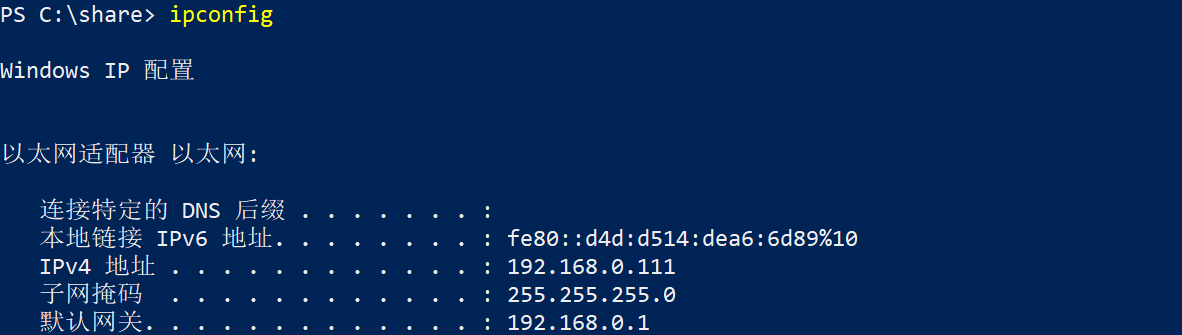 PS C:\share> ipconfig
Windows IP 配置
以太网适配器 以太网:
连接特定的 DNS 后缀 . . . . . . . :
本地链接 IPv6 地址. . . . . . . . : fe80::d4d:d514:dea6:6d89%10
IPv4 地址 . . . . . . . . . . . . : 192.168.0.111
子网掩码  . . . . . . . . . . . . : 255.255.255.0
默认网关. . . . . . . . . . . . . : 192.168.0.1